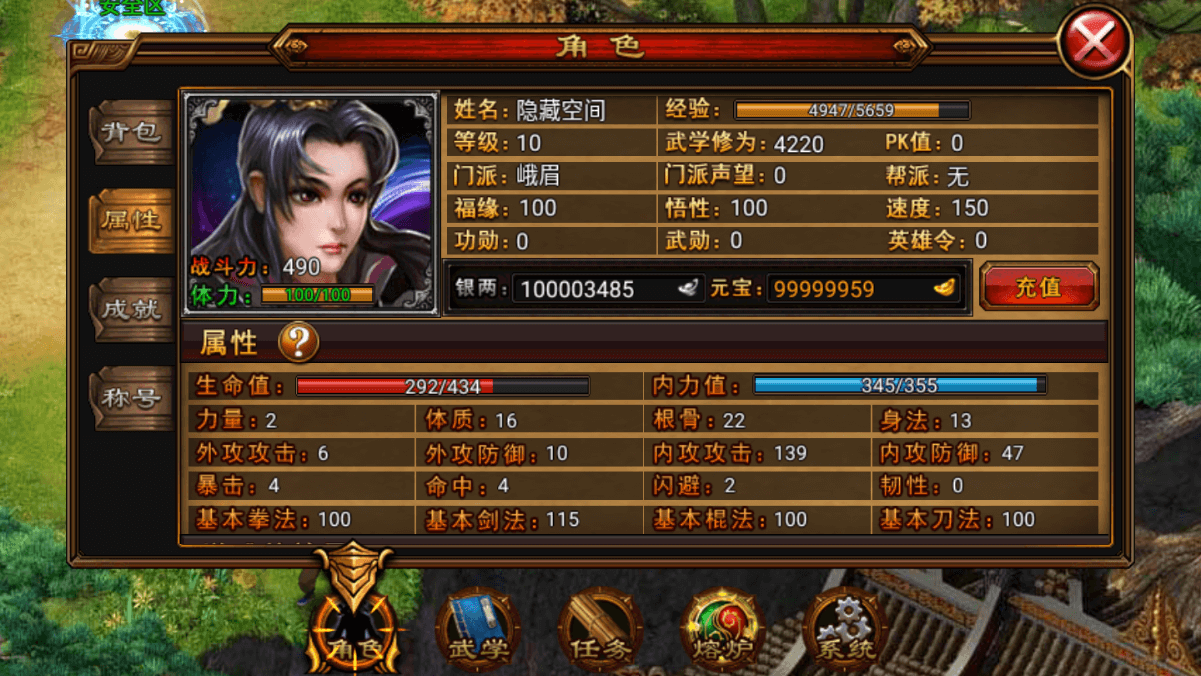 安全区
角色
背包
属性
成就
称号
姓名：隐藏空间 经验：4947/5659
等级：10 武学修为：4220 PK值：0
门派：峨眉 门派声望：0 帮派：无
福缘：100 悟性：100 速度：150
功勋：0 武勋：0 英雄令：0
战斗力：490
体力：100/100
银两：100003485 元宝：99999959 充值
属性 ?
生命值：292/434 内力值：345/355
力量：2 体质：16 根骨：22 身法：13
外攻攻击：6 外攻防御：10 内攻攻击：139 内攻防御：47
暴击：4 命中：4 闪避：2 韧性：0
基本拳法：100 基本剑法：115 基本棍法：100 基本刀法：100
角色 武学 任务 熔炉 系统